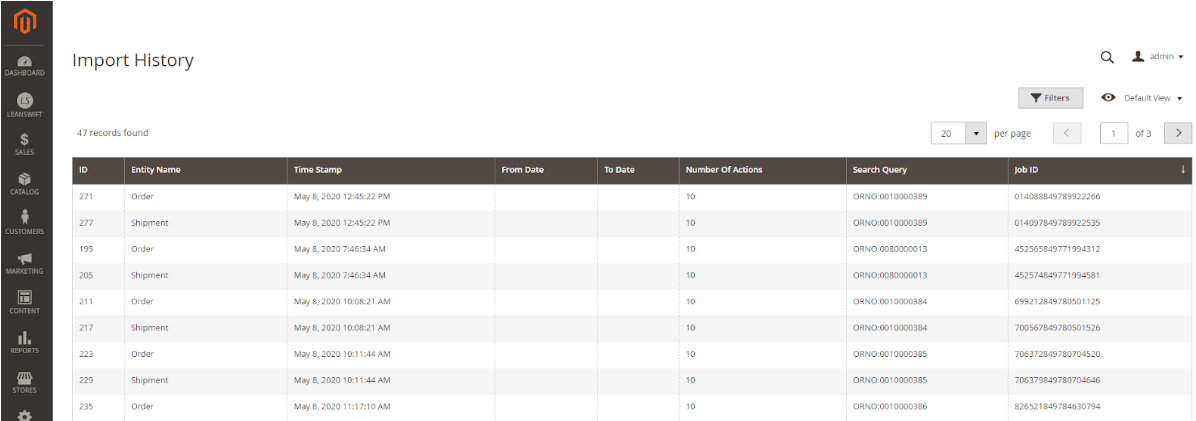 Import History
admin
Filters
Default View
47 records found
20 per page 1 of 3
DASHBOARD
LS
LEANSWIFT
SALES
CATALOG
CUSTOMERS
MARKETING
CONTENT
REPORTS
STORES
ID Entity Name Time Stamp From Date To Date Number Of Actions Search Query Job ID ↓
271 Order May 8, 2020 12:45:22 PM 10 ORNO:0010000389 014088849789922266
277 Shipment May 8, 2020 12:45:22 PM 10 ORNO:0010000389 014097849789922535
199 Order May 8, 2020 7:46:34 AM 10 ORNO:0080000013 452565849771994312
205 Shipment May 8, 2020 7:46:34 AM 10 ORNO:0080000013 452574849771994581
211 Order May 8, 2020 10:08:21 AM 10 ORNO:0010000384 699212849780501125
217 Shipment May 8, 2020 10:08:21 AM 10 ORNO:0010000384 700567849780501526
223 Order May 8, 2020 10:11:44 AM 10 ORNO:0010000385 706372849780704520
229 Shipment May 8, 2020 10:11:44 AM 10 ORNO:0010000385 706379849780704646
235 Order May 8, 2020 11:17:10 AM 10 ORNO:0010000386 826521849784630794